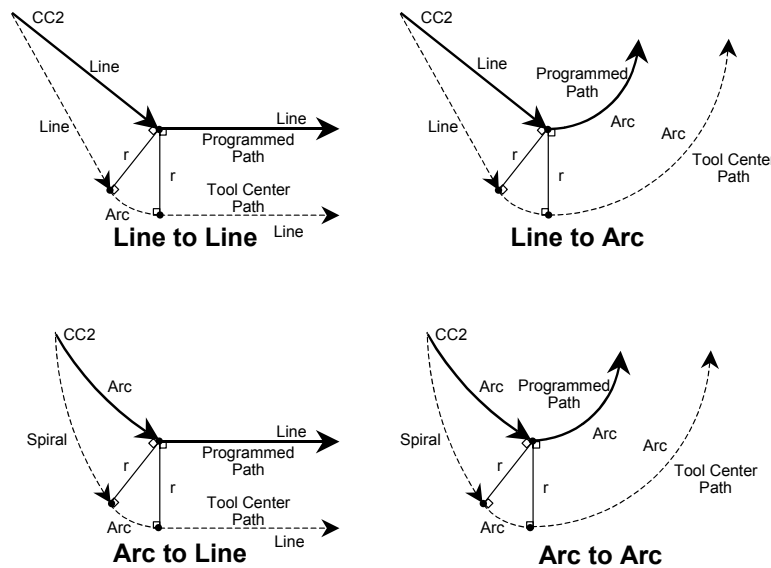 CC2
Line
Line
Line
Programmed
Path
r
r
Tool Center
Path
Arc
Line
Line to Line
CC2
Line
Line
Programmed
Path
Arc
Arc
r
r
Tool Center
Path
Line to Arc
CC2
Arc
Spiral
Line
Programmed
Path
r
r
Tool Center
Path
Arc
Line
Arc to Line
CC2
Arc
Programmed
Path
Spiral
Arc
Arc
r
r
Tool Center
Path
Arc
Arc to Arc